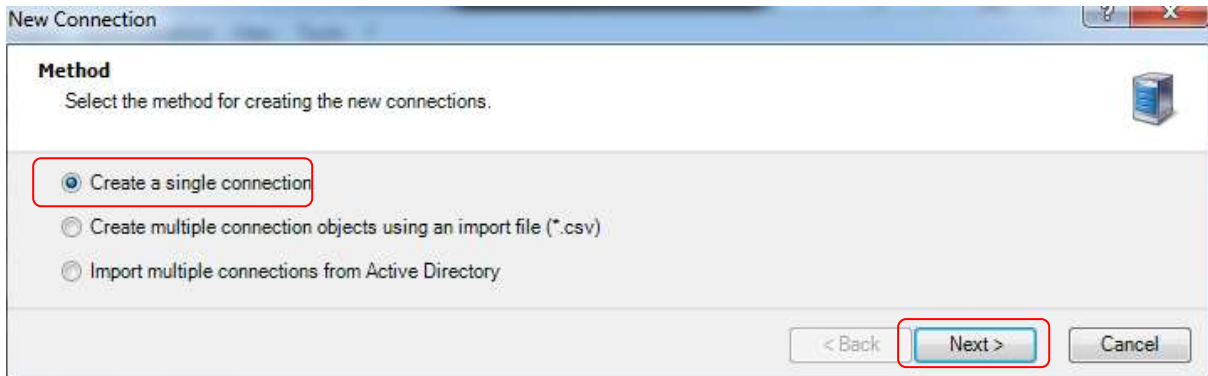 New Connection
Method
Select the method for creating the new connections.
Create a single connection
Create multiple connection objects using an import file (*.csv)
Import multiple connections from Active Directory
< Back Next > Cancel